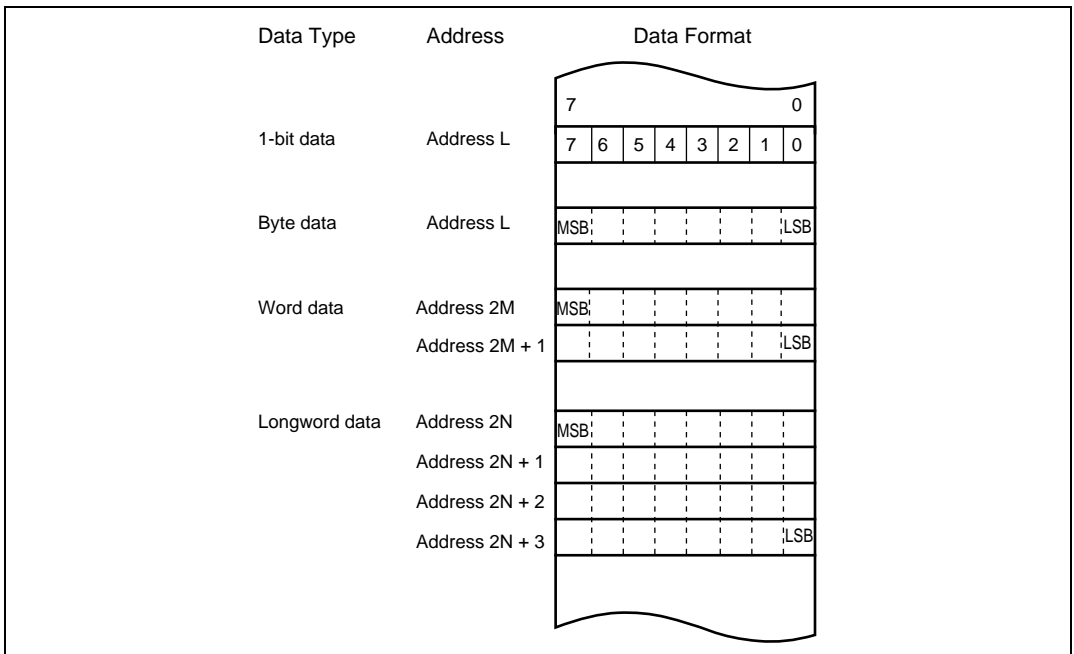 Data Type Address Data Format
7 0
1-bit data Address L 7 6 5 4 3 2 1 0
Byte data Address L MSB LSB
Word data Address 2M MSB
Address 2M + 1 LSB
Longword data Address 2N MSB
Address 2N + 1
Address 2N + 2
Address 2N + 3 LSB